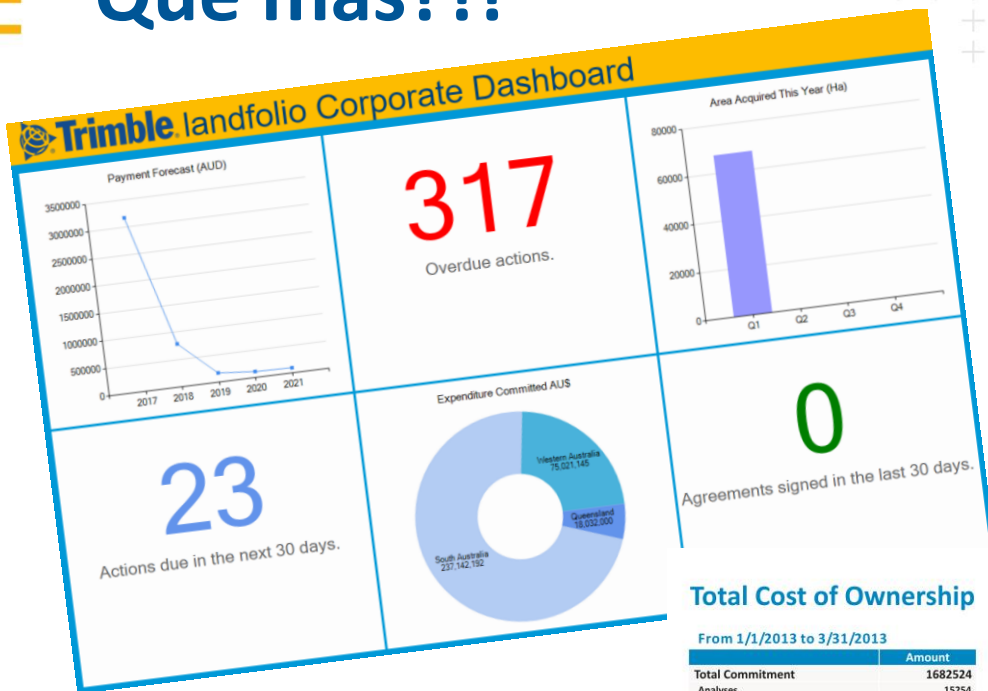 Que mas???
Trimble. landfolio Corporate Dashboard
Payment Forecast (AUD)
3500000
3000000
2500000
2000000
1500000
1000000
500000
0
2017 2018 2019 2020 2021
317
Overdue actions.
Area Acquired This Year (Ha)
80000
60000
40000
20000
0
Q1 Q2 Q3 Q4
23
Actions due in the next 30 days.
Expenditure Committed AU$
Western Australia
75,021,145
Queensland
18,032,000
South Australia
237,142,192
0
Agreements signed in the last 30 days.
Total Cost of Ownership
From 1/1/2013 to 3/31/2013
Amount
Total Commitment 1682524
Analyses 15254